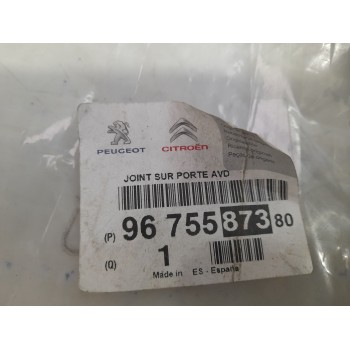 PEUGEOT CITROËN
JOINT SUR PORTE AVD
(P) 96 755 873 80
(Q) 1
Made in ES - España